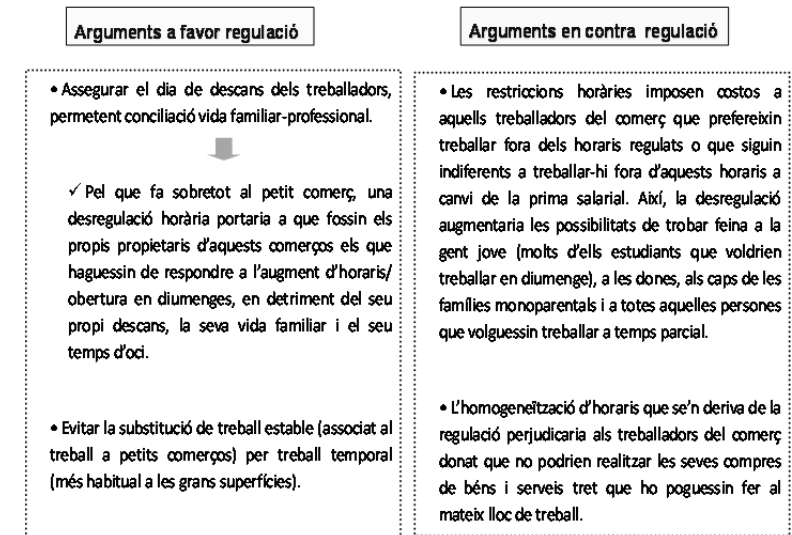 Arguments a favor regulació
• Assegurar el dia de descans dels treballadors,
permetent conciliació vida familiar-professional.
✓ Pel que fa sobretot al petit comerç, una
desregulació horària portaria a que fossin els
propis propietaris d'aquests comerços els que
haguessin de respondre a l'augment d'horaris/
obertura en diumenges, en detriment del seu
propi descans, la seva vida familiar i el seu
temps d'oci.
• Evitar la substitució de treball estable (associat al
treball a petits comerços) per treball temporal
(més habitual a les grans superfícies).
Arguments en contra regulació
• Les restriccions horàries imposen costos a
aquells treballadors del comerç que prefereixin
treballar fora dels horaris regulats o que siguin
indiferents a treballar-hi fora d'aquests horaris a
canvi de la prima salarial. Així, la desregulació
augmentaria les possibilitats de trobar feina a la
gent jove (molts d'ells estudiants que voldrien
treballar en diumenge), a les dones, als caps de les
famílies monoparentals i a totes aquelles persones
que volguessin treballar a temps parcial.
• L'homogeneïtzació d'horaris que se'n deriva de la
regulació perjudicaria als treballadors del comerç
donat que no podrien realitzar les seves compres
de béns i serveis tret que ho poguessin fer al
mateix lloc de treball.